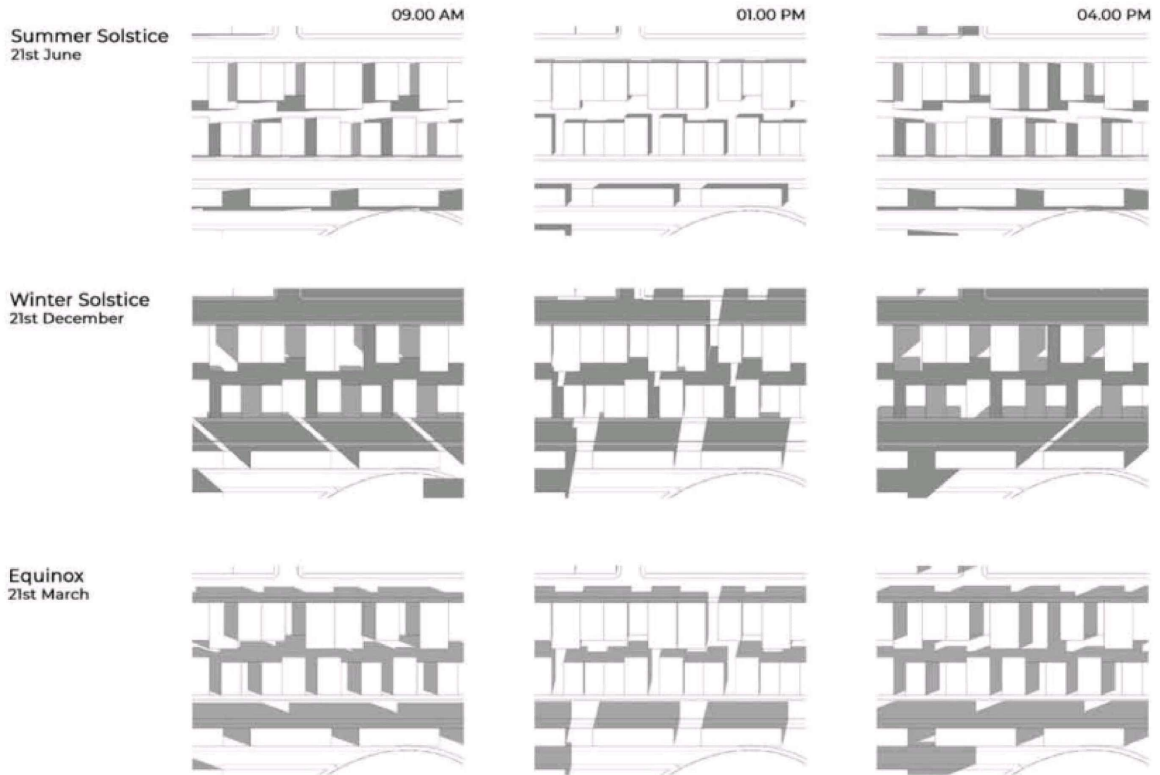 09.00 AM
01.00 PM
04.00 PM
Summer Solstice
21st June
Winter Solstice
21st December
Equinox
21st March